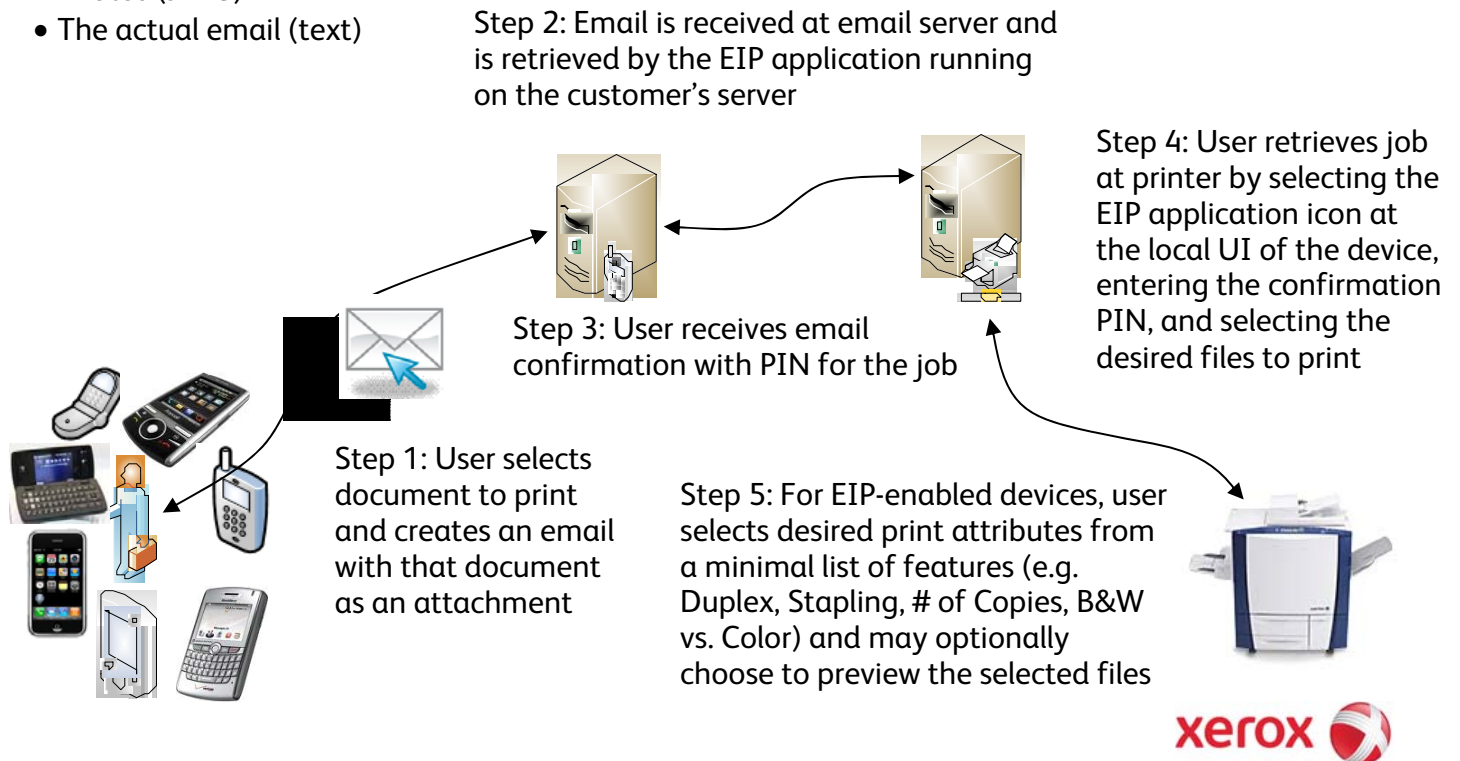 • The actual email (text)
Step 2: Email is received at email server and
is retrieved by the EIP application running
on the customer's server
Step 4: User retrieves job
at printer by selecting the
EIP application icon at
the local UI of the device,
entering the confirmation
PIN, and selecting the
desired files to print
Step 3: User receives email
confirmation with PIN for the job
Step 1: User selects
document to print
and creates an email
with that document
as an attachment
Step 5: For EIP-enabled devices, user
selects desired print attributes from
a minimal list of features (e.g.
Duplex, Stapling, # of Copies, B&W
vs. Color) and may optionally
choose to preview the selected files
xerox